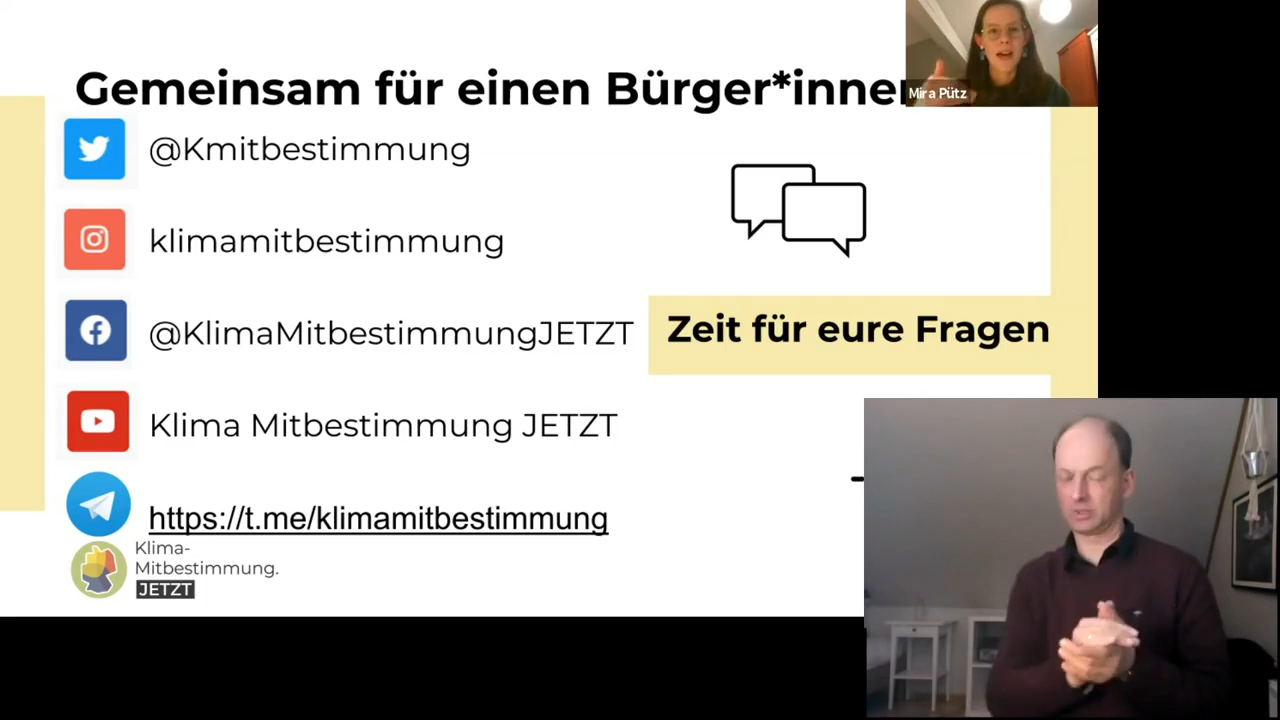 Gemeinsam für einen Bürger*innen
Mira Pütz
@Kmitbestimmung
klimamitbestimmung
@KlimaMitbestimmungJETZT
Zeit für eure Fragen
Klima Mitbestimmung JETZT
https://t.me/klimamitbestimmung
Klima-
Mitbestimmung.
JETZT